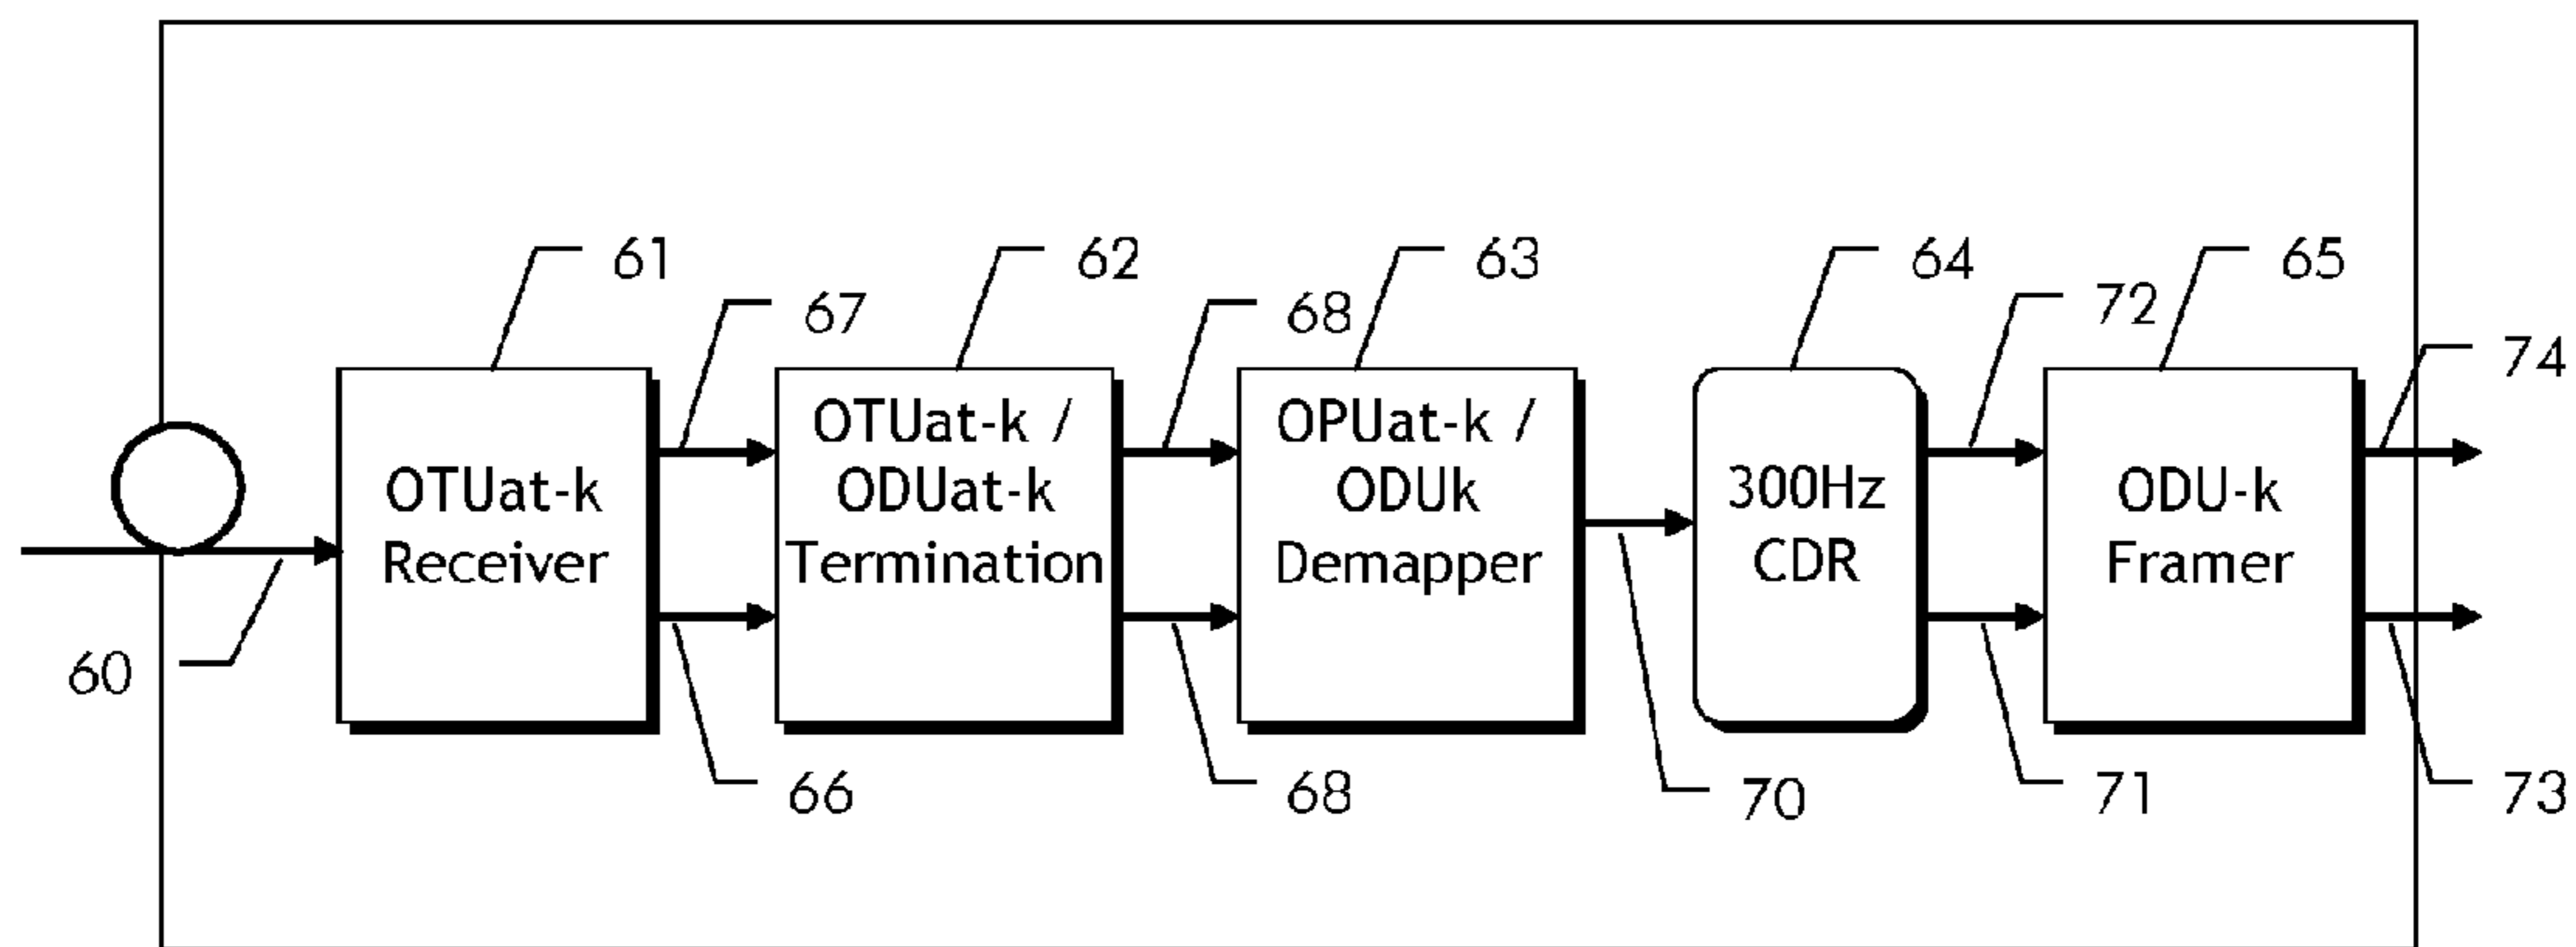 61
62
63
64
65
67
68
72
74
OTUat-k
Receiver
OTUat-k /
ODUat-k
Termination
OPUat-k /
ODUk
Demapper
300Hz
CDR
ODU-k
Framer
60
66
68
70
71
73